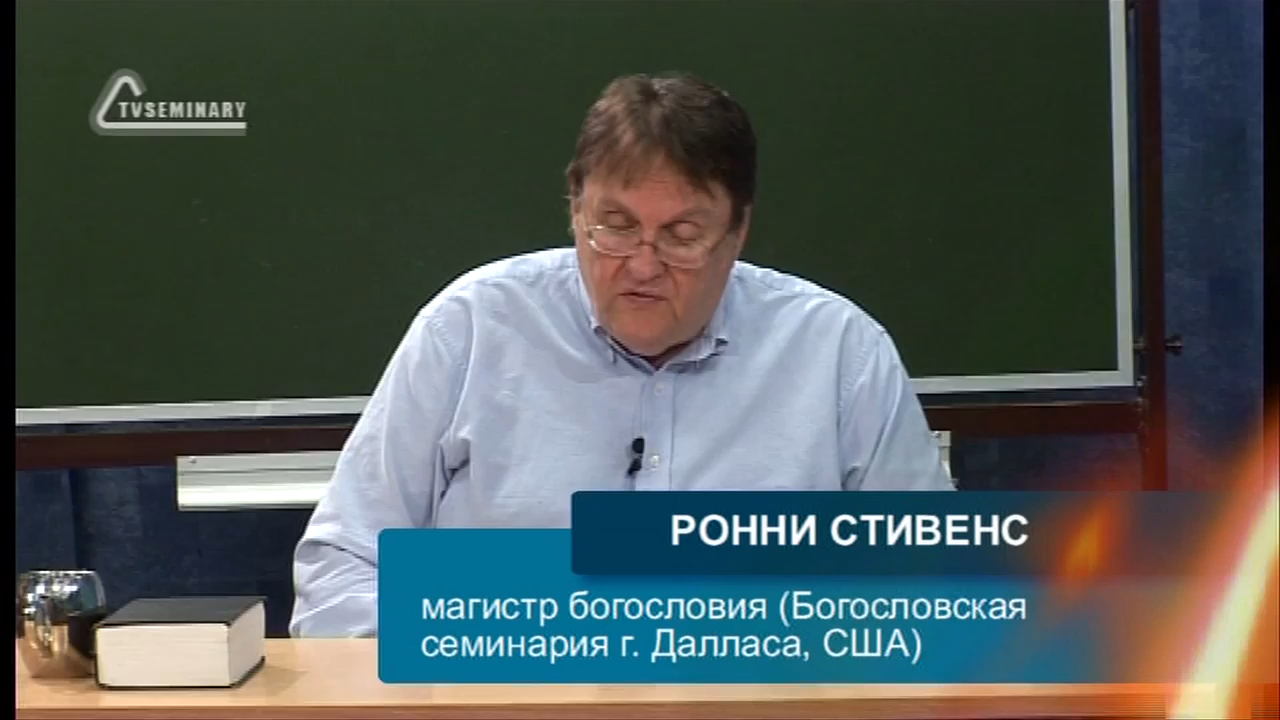 TVSEMINARY
РОННИ СТИВЕНС
магистр богословия (Богословская
семинария г. Далласа, США)